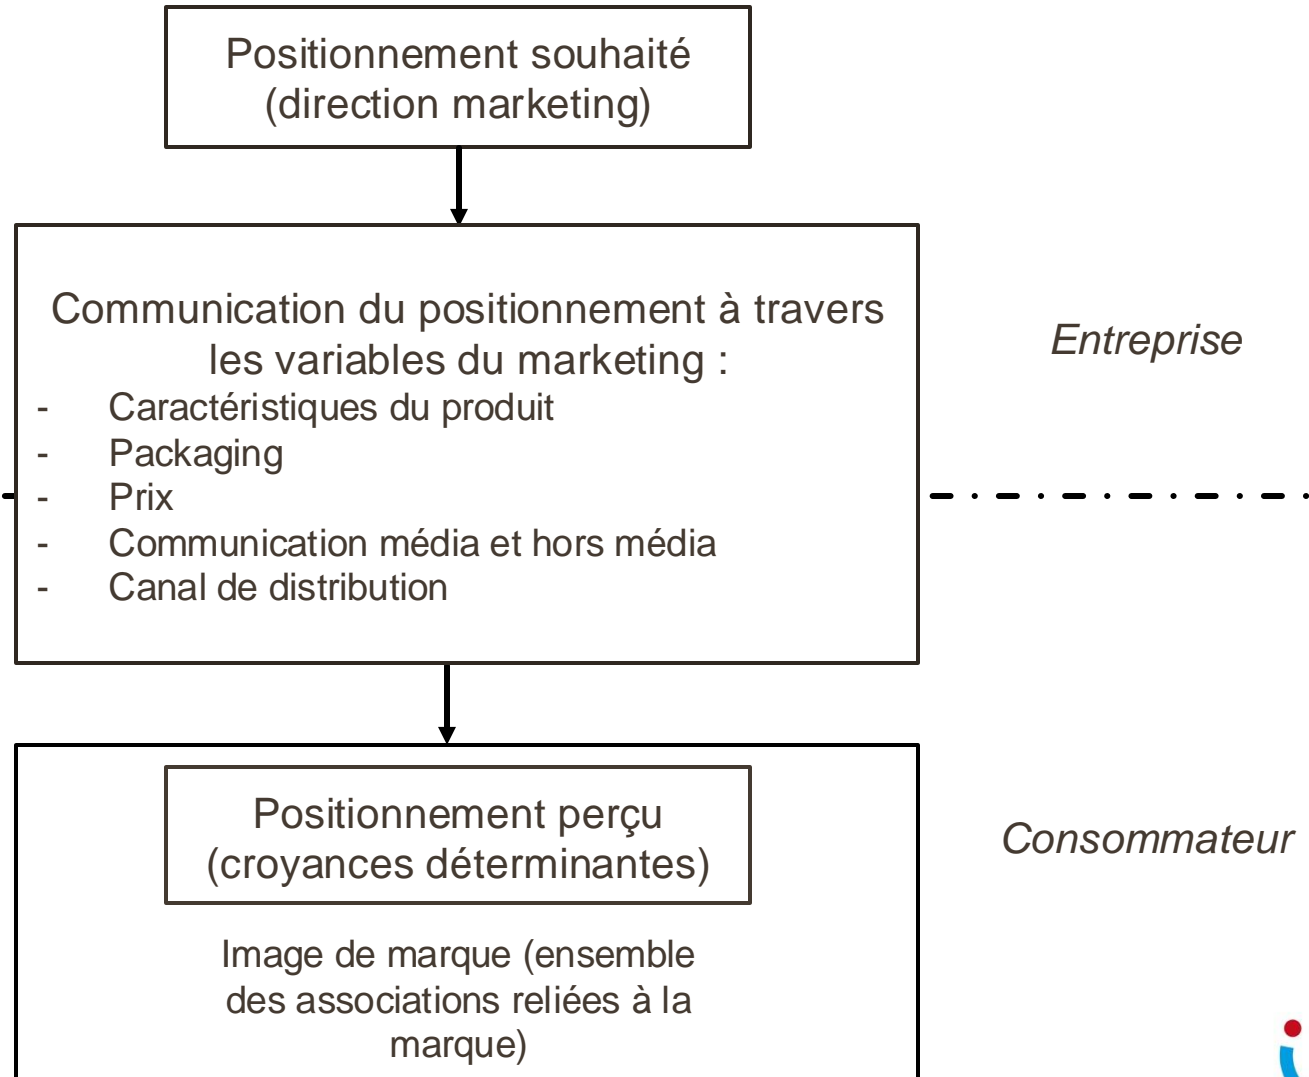 Positionnement souhaité
(direction marketing)
Communication du positionnement à travers
les variables du marketing :
- Caractéristiques du produit
- Packaging
- Prix
- Communication média et hors média
- Canal de distribution
Entreprise
Positionnement perçu
(croyances déterminantes)
Consommateur
Image de marque (ensemble
des associations reliées à la
marque)